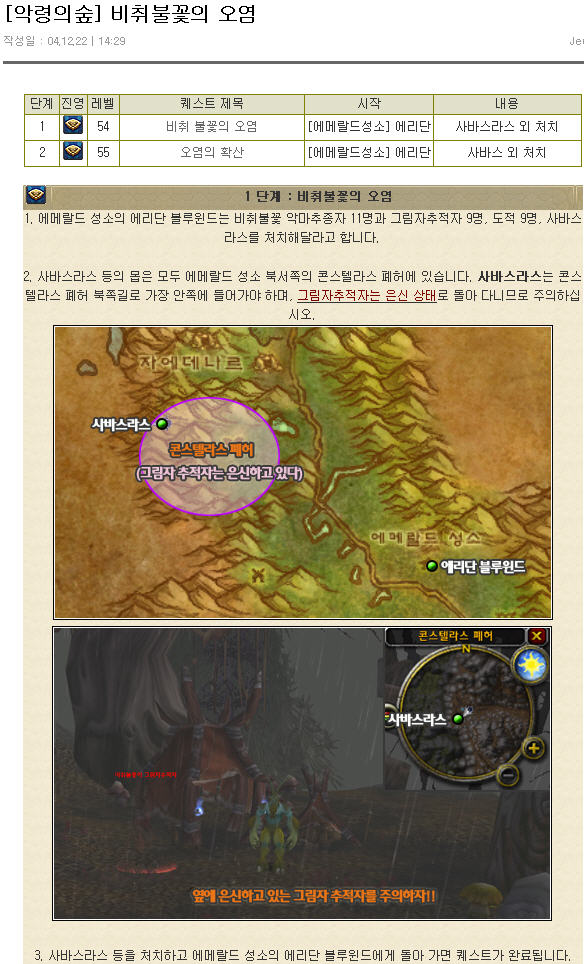 [악령의숲] 비취불꽃의 오염
작성일 : 04.12.22 | 14:29
단계 진영 레벨 퀘스트 제목 시작 내용
1 54 비취 불꽃의 오염 [에메랄드성소] 에리단 사바스라스 외 처치
2 55 오염의 확산 [에메랄드성소] 에리단 사바스 외 처치
1 단계 : 비취불꽃의 오염
1. 에메랄드 성소의 에리단 블루윈드는 비취불꽃 악마추종자 11명과 그림자추적자 9명, 도적 9명, 사바스
라스를 처치해달라고 합니다.
2. 사바스라스 등의 몹은 모두 에메랄드 성소 북서쪽의 콘스텔라스 폐허에 있습니다. 사바스라스는 콘스
텔라스 폐허 북쪽길로 가장 안쪽에 들어가야 하며, 그림자추적자는 은신 상태로 돌아 다니므로 주의하십
시오.
자에데나르
사바스라스
콘스텔라스 폐허
(그림자 추적자는 은신하고 있다)
에메랄드 성소
에리단 블루윈드
콘스텔라스 폐허
N
사바스라스
옆에 은신하고 있는 그림자 추적자를 주의하자!!
3. 사바스라스 등을 처치하고 에메랄드 성소의 에리단 블루윈드에게 돌아 가면 퀘스트가 완료됩니다.